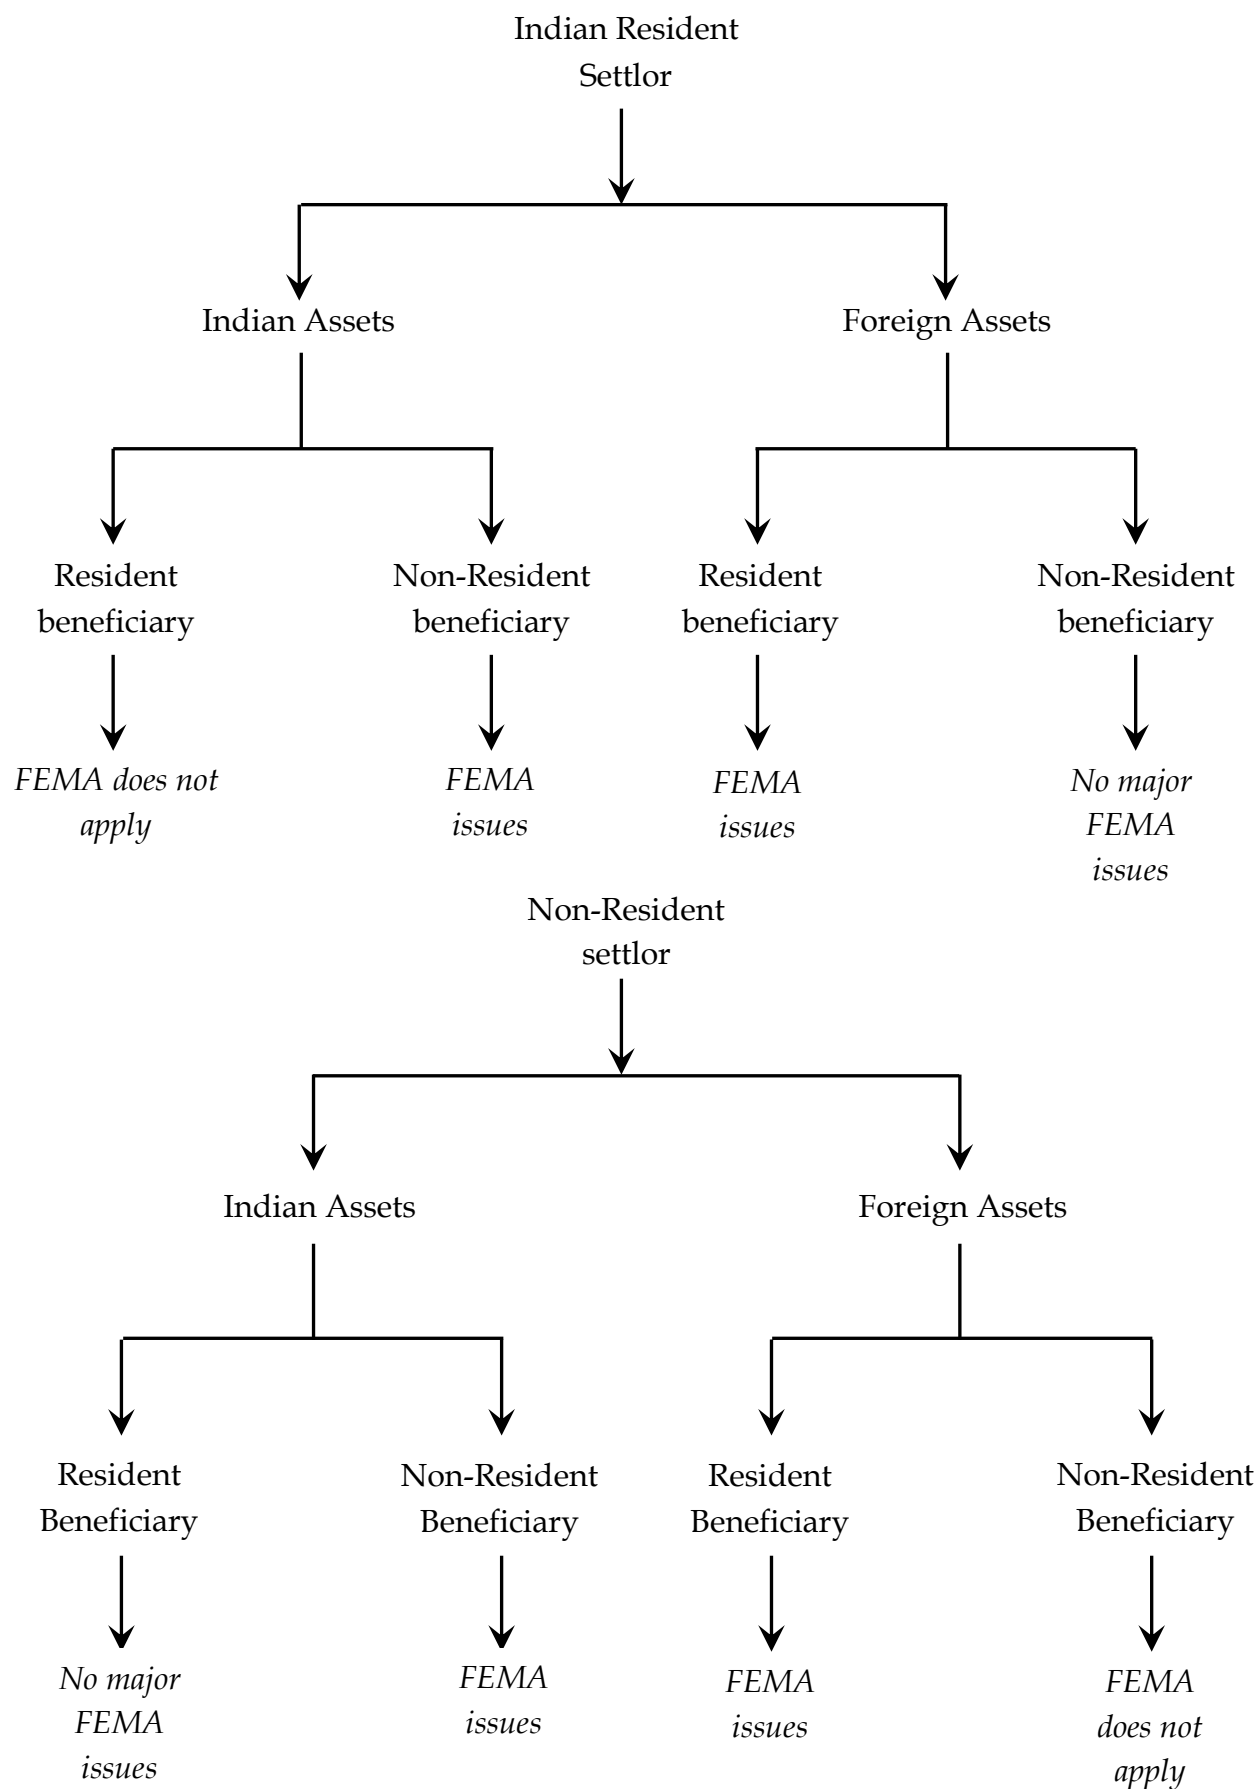 Indian Resident
Settlor
Indian Assets
Foreign Assets
Resident
beneficiary
Non-Resident
beneficiary
Resident
beneficiary
Non-Resident
beneficiary
FEMA does not
apply
FEMA
issues
FEMA
issues
No major
FEMA
issues
Non-Resident
settlor
Indian Assets
Foreign Assets
Resident
Beneficiary
Non-Resident
Beneficiary
Resident
Beneficiary
Non-Resident
Beneficiary
No major
FEMA
issues
FEMA
issues
FEMA
issues
FEMA
does not
apply